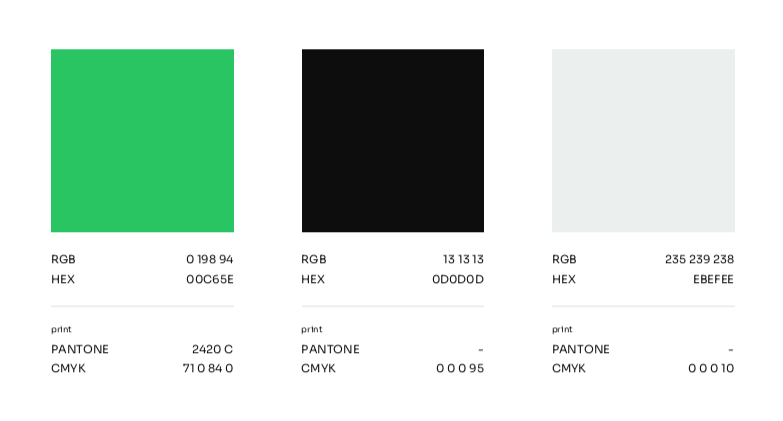 RGB 0 198 94
HEX 00C65E
print
PANTONE 2420 C
CMYK 71 0 84 0
RGB 13 13 13
HEX 0D0D0D
print
PANTONE -
CMYK 0 0 0 95
RGB 235 239 238
HEX EBEFEE
print
PANTONE -
CMYK 0 0 0 10